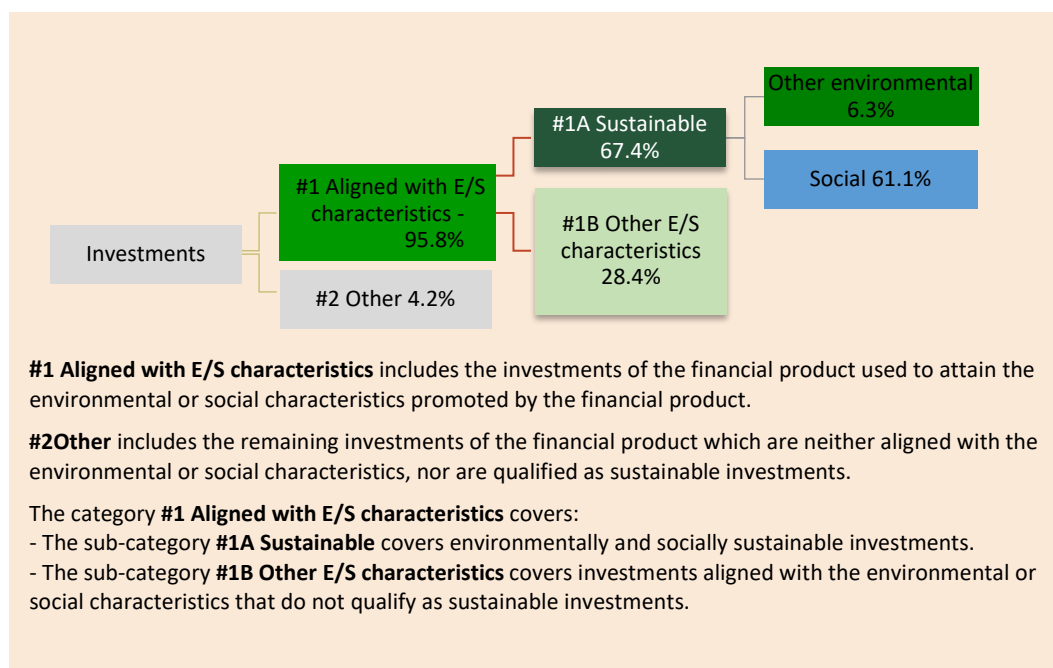 Other environmental
6.3%
#1A Sustainable
67.4%
Social 61.1%
#1 Aligned with E/S
characteristics -
95.8%
#1B Other E/S
characteristics
28.4%
Investments
#2 Other 4.2%
#1 Aligned with E/S characteristics includes the investments of the financial product used to attain the
environmental or social characteristics promoted by the financial product.
#2Other includes the remaining investments of the financial product which are neither aligned with the
environmental or social characteristics, nor are qualified as sustainable investments.
The category #1 Aligned with E/S characteristics covers:
- The sub-category #1A Sustainable covers environmentally and socially sustainable investments.
- The sub-category #1B Other E/S characteristics covers investments aligned with the environmental or
social characteristics that do not qualify as sustainable investments.